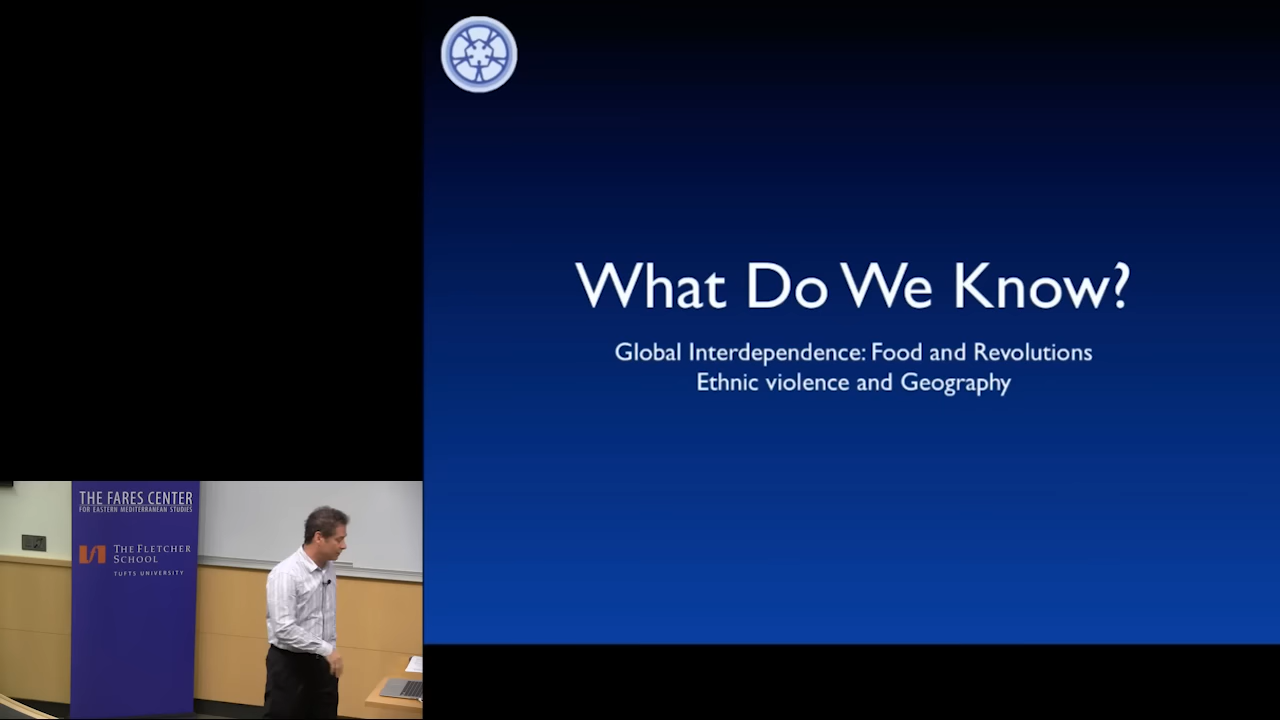 What Do We Know?
Global Interdependence: Food and Revolutions
Ethnic violence and Geography
THE FARES CENTER
FOR EASTERN MEDITERRANEAN STUDIES
THE FLETCHER
SCHOOL
TUFTS UNIVERSITY